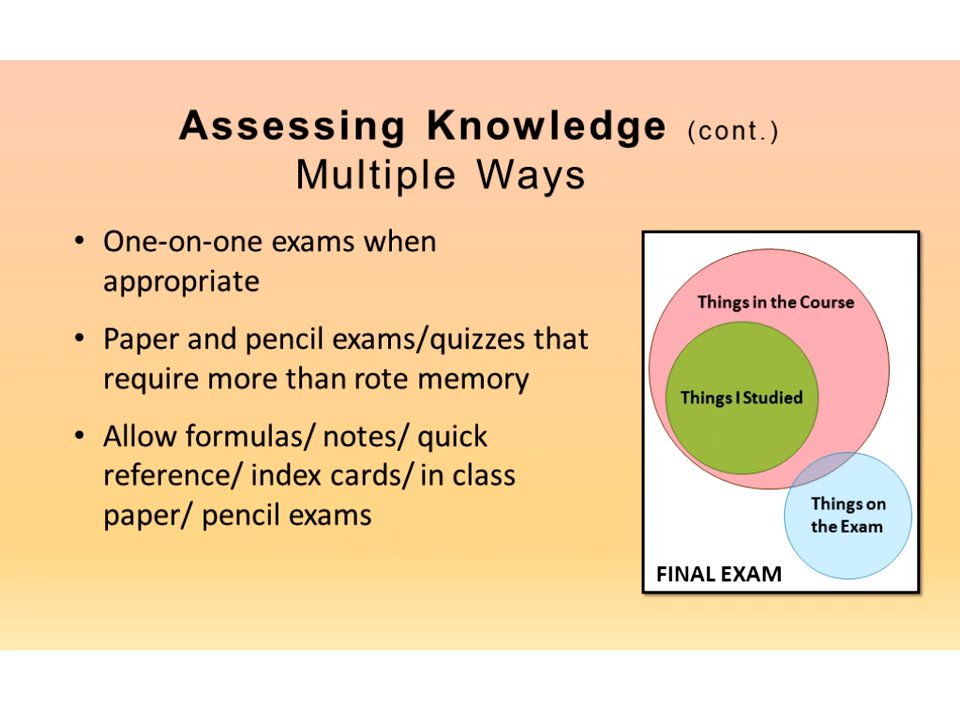 Assessing Knowledge (cont.)
Multiple Ways
• One-on-one exams when
appropriate
• Paper and pencil exams/quizzes that
require more than rote memory
• Allow formulas/ notes/ quick
reference/ index cards/ in class
paper/ pencil exams
Things in the Course
Things I Studied
Things on
the Exam
FINAL EXAM